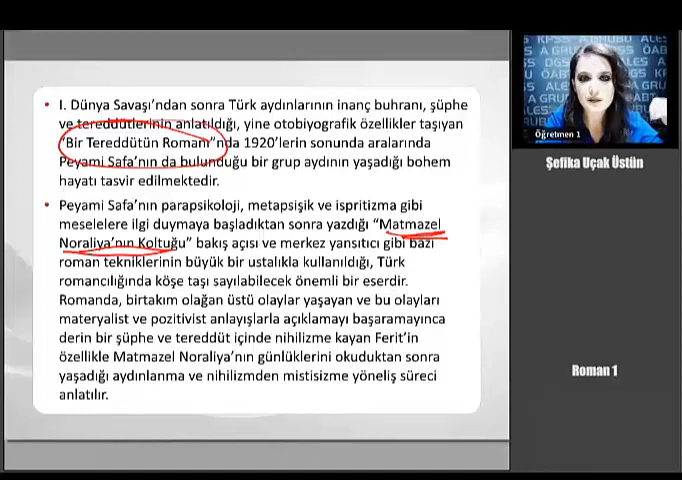 • I. Dünya Savaşı'ndan sonra Türk aydınlarının inanç buhranı, şüphe
ve tereddütlerinin anlatıldığı, yine otobiyografik özellikler taşıyan
"Bir Tereddütün Romanı"nda 1920'lerin sonunda aralarında
Peyami Safa'nın da bulunduğu bir grup aydının yaşadığı bohem
hayatı tasvir edilmektedir.
• Peyami Safa'nın parapsikoloji, metapsişik ve ispritizma gibi
meselelere ilgi duymaya başladıktan sonra yazdığı "Matmazel
Noraliya'nın Koltuğu" bakış açısı ve merkez yansıtıcı gibi bazı
roman tekniklerinin büyük bir ustalıkla kullanıldığı, Türk
romancılığında köşe taşı sayılabilecek önemli bir eserdir.
Romanda, birtakım olağan üstü olaylar yaşayan ve bu olayları
materyalist ve pozitivist anlayışlarla açıklamayı başaramayınca
derin bir şüphe ve tereddüt içinde nihilizme kayan Ferit'in
özellikle Matmazel Noraliya'nın günlüklerini okuduktan sonra
yaşadığı aydınlanma ve nihilizmden mistisizme yöneliş süreci
anlatılır.
Öğretmen 1
Şefika Uçak Üstün
Roman 1